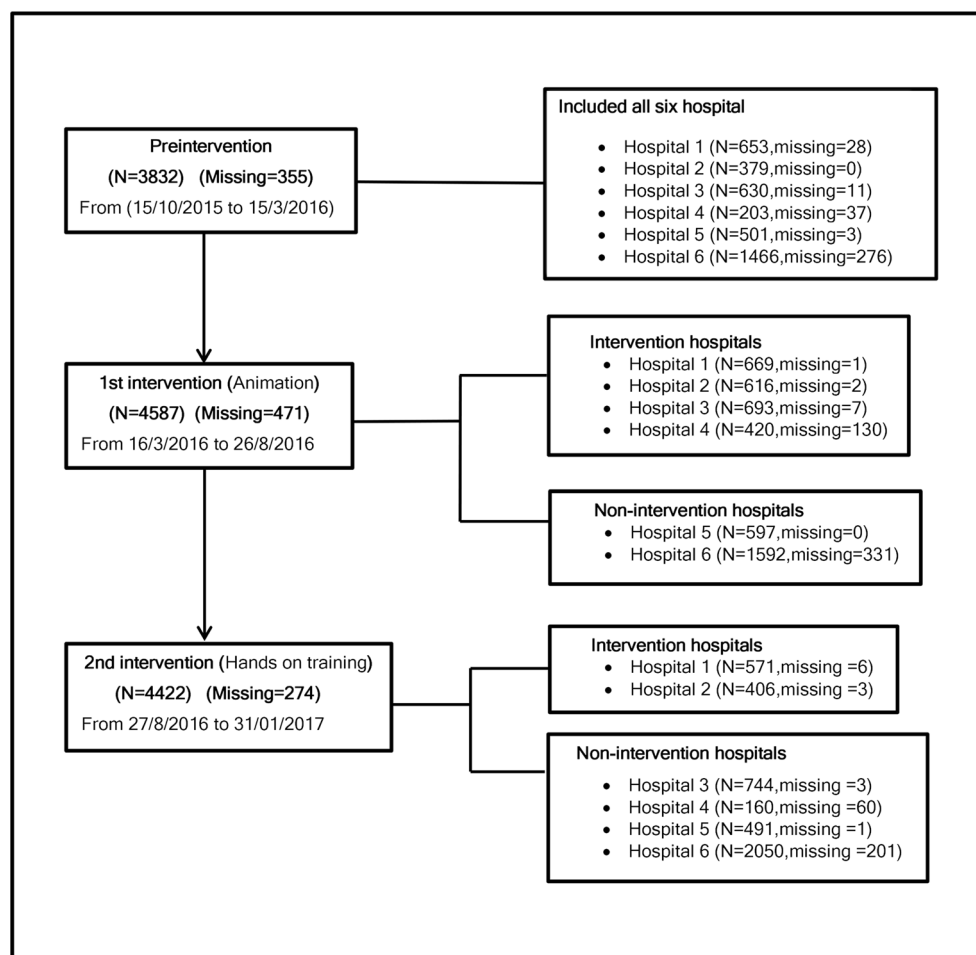 Preintervention
(N=3832) (Missing=355)
From (15/10/2015 to 15/3/2016)
Included all six hospital
• Hospital 1 (N=653,missing=28)
• Hospital 2 (N=379,missing=0)
• Hospital 3 (N=630,missing=11)
• Hospital 4 (N=203,missing=37)
• Hospital 5 (N=501,missing=3)
• Hospital 6 (N=1466,missing=276)
1st intervention (Animation)
(N=4587) (Missing=471)
From 16/3/2016 to 26/8/2016
Intervention hospitals
• Hospital 1 (N=669,missing=1)
• Hospital 2 (N=616,missing=2)
• Hospital 3 (N=693,missing=7)
• Hospital 4 (N=420,missing=130)
Non-intervention hospitals
• Hospital 5 (N=597,missing=0)
• Hospital 6 (N=1592,missing=331)
2nd intervention (Hands on training)
(N=4422) (Missing=274)
From 27/8/2016 to 31/01/2017
Intervention hospitals
• Hospital 1 (N=571,missing =6)
• Hospital 2 (N=406,missing =3)
Non-intervention hospitals
• Hospital 3 (N=744,missing =3)
• Hospital 4 (N=160,missing =60)
• Hospital 5 (N=491,missing =1)
• Hospital 6 (N=2050,missing =201)